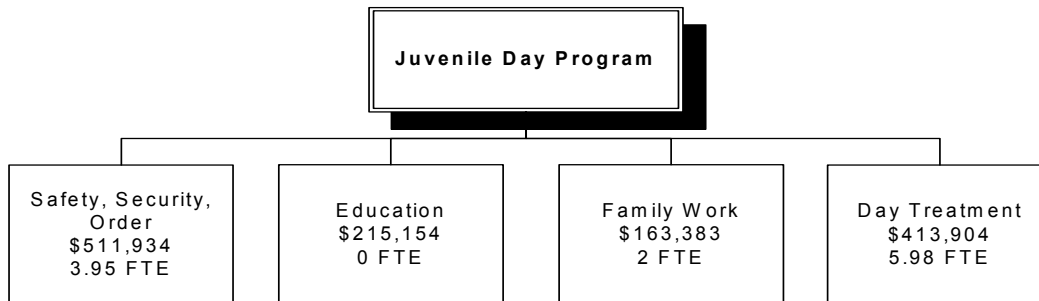 Juvenile Day Program
Safety, Security,
Order
$511,934
3.95 FTE
Education
$215,154
0 FTE
Family Work
$163,383
2 FTE
Day Treatment
$413,904
5.98 FTE